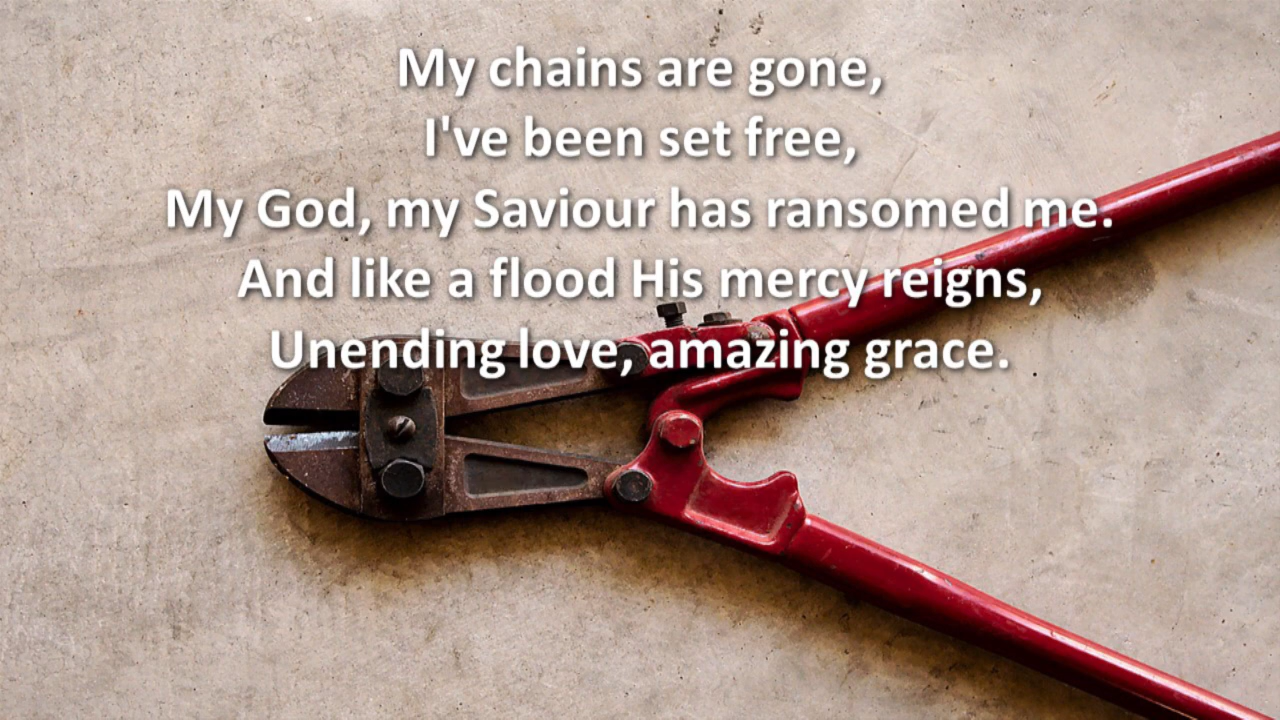 My chains are gone,
I've been set free,
My God, my Saviour has ransomed me.
And like a flood His mercy reigns,
Unending love, amazing grace.